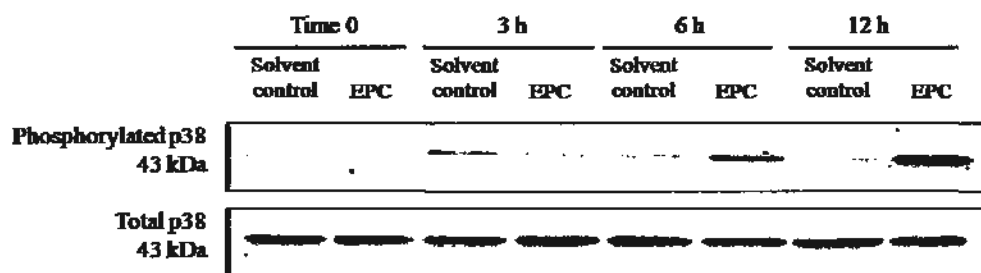 Time 0 3 h 6 h 12 h
Solvent control EPC Solvent control EPC Solvent control EPC Solvent control EPC
Phosphorylated p38
43 kDa
Total p38
43 kDa